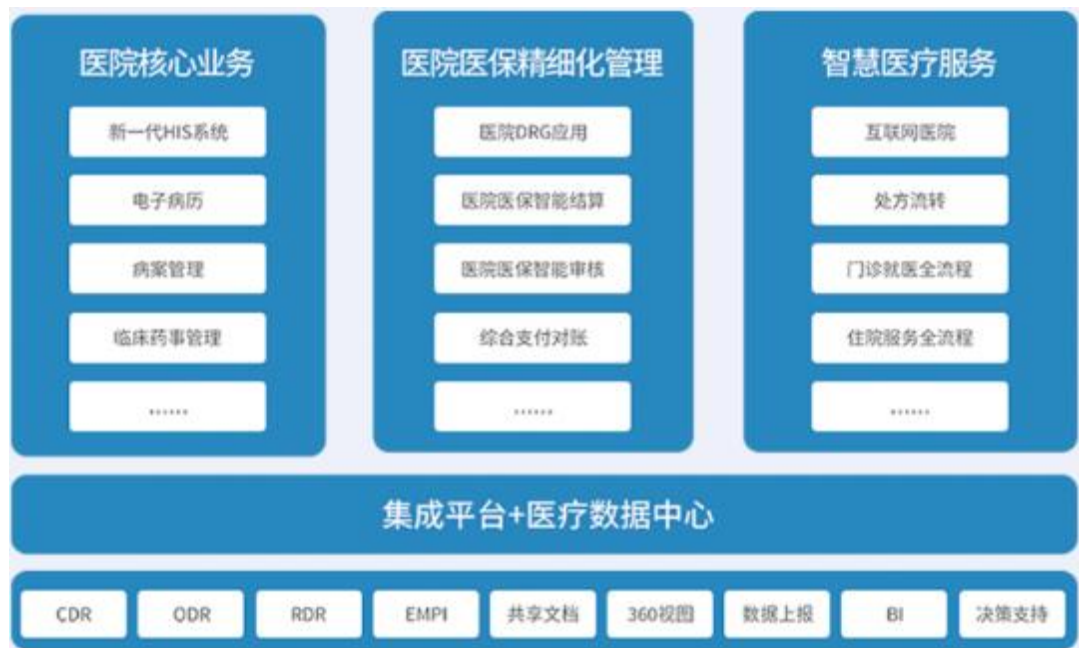 医院核心业务
新一代HIS系统
电子病历
病案管理
临床药事管理
......
医院医保精细化管理
医院DRG应用
医院医保智能结算
医院医保智能审核
综合支付对账
......
智慧医疗服务
互联网医院
处方流转
门诊就医全流程
住院服务全流程
......
集成平台+医疗数据中心
CDR
ODR
RDR
EMPI
共享文档
360视图
数据上报
BI
决策支持